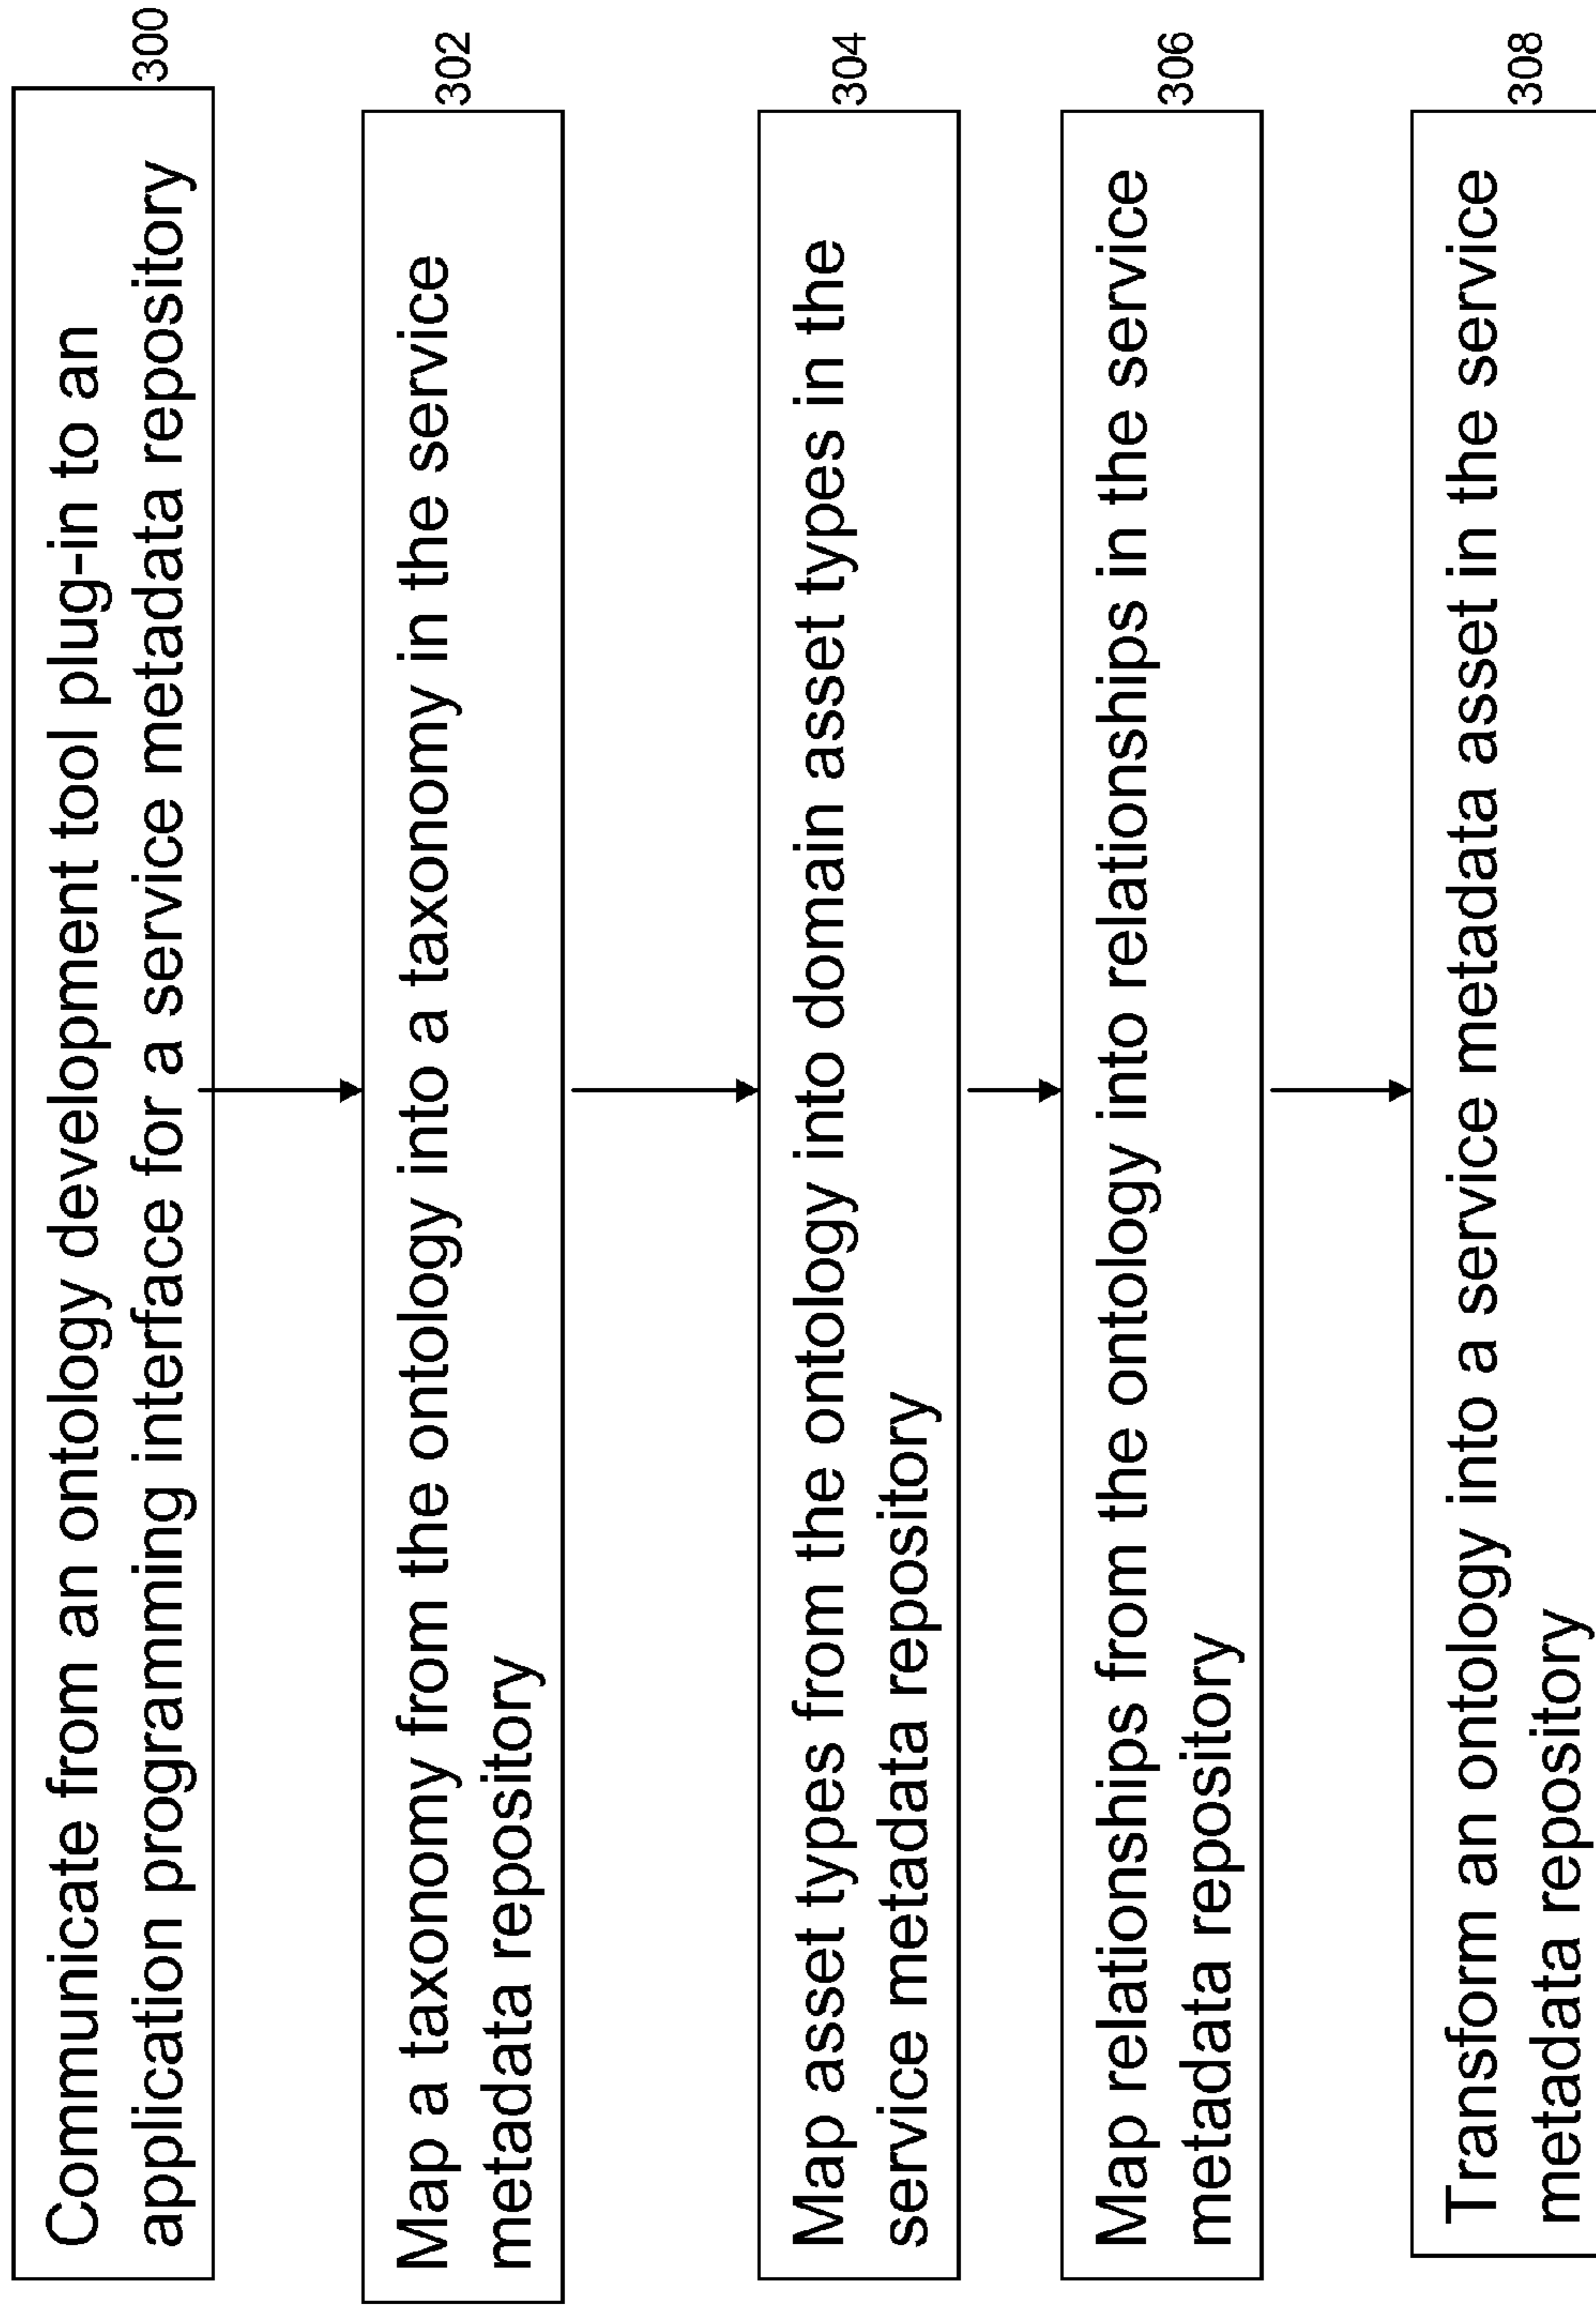 Communicate from an ontology development tool plug-in to an
application programming interface for a service metadata repository
300
Map a taxonomy from the ontology into a taxonomy in the service
metadata repository
302
Map asset types from the ontology into domain asset types in the
service metadata repository
304
Map relationships from the ontology into relationships in the service
metadata repository
306
Transform an ontology into a service metadata asset in the service
metadata repository
308